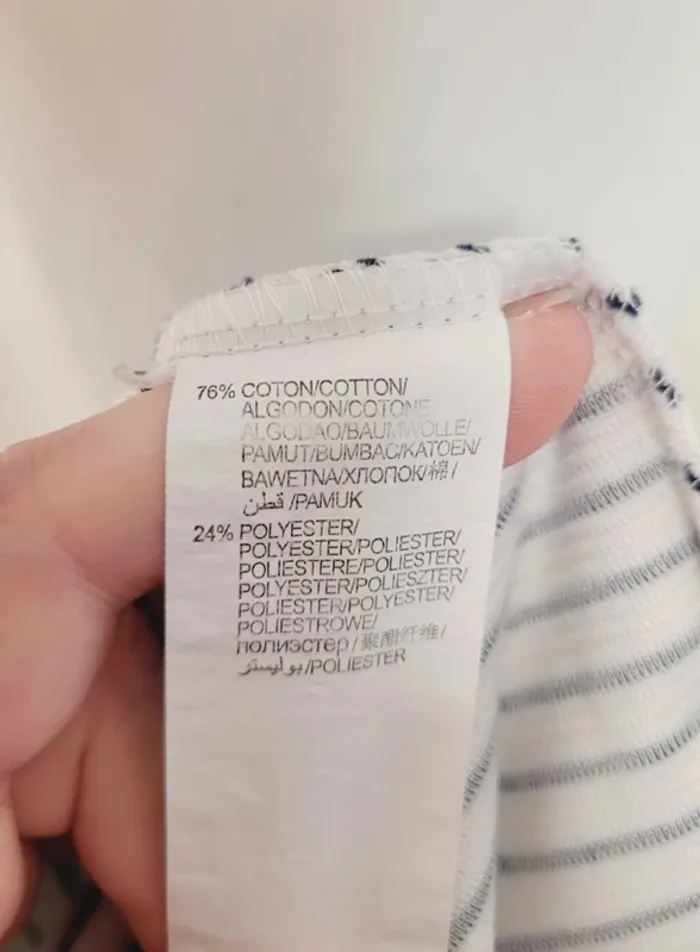 76% COTON/COTTON/
ALGODON/COTONE
ALGODAO/BAUMWOLLE/
PAMUT/BUMBAC/KATOEN/
BAWETNA/ХЛОПОК/棉/
قطن /PAMUK
24% POLYESTER/
POLYESTER/POLIESTER/
POLIESTERE/POLIESTER/
POLYESTER/POLIESZTER/
POLIESTER/POLYESTER/
POLIESTROWE/
полиэстер/聚酯纤维/
بوليستر/POLIESTER